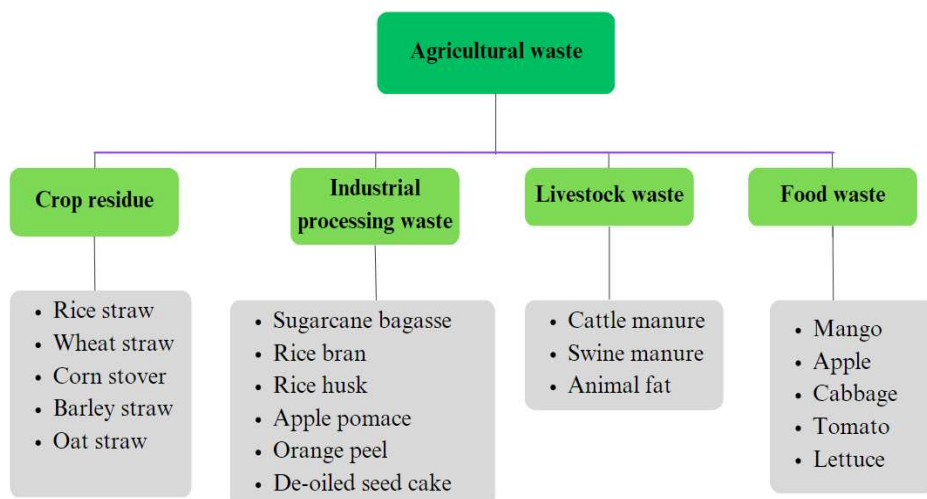 Agricultural waste
Crop residue
Industrial
processing waste
Livestock waste
Food waste
• Rice straw
• Wheat straw
• Corn stover
• Barley straw
• Oat straw
• Sugarcane bagasse
• Rice bran
• Rice husk
• Apple pomace
• Orange peel
• De-oiled seed cake
• Cattle manure
• Swine manure
• Animal fat
• Mango
• Apple
• Cabbage
• Tomato
• Lettuce